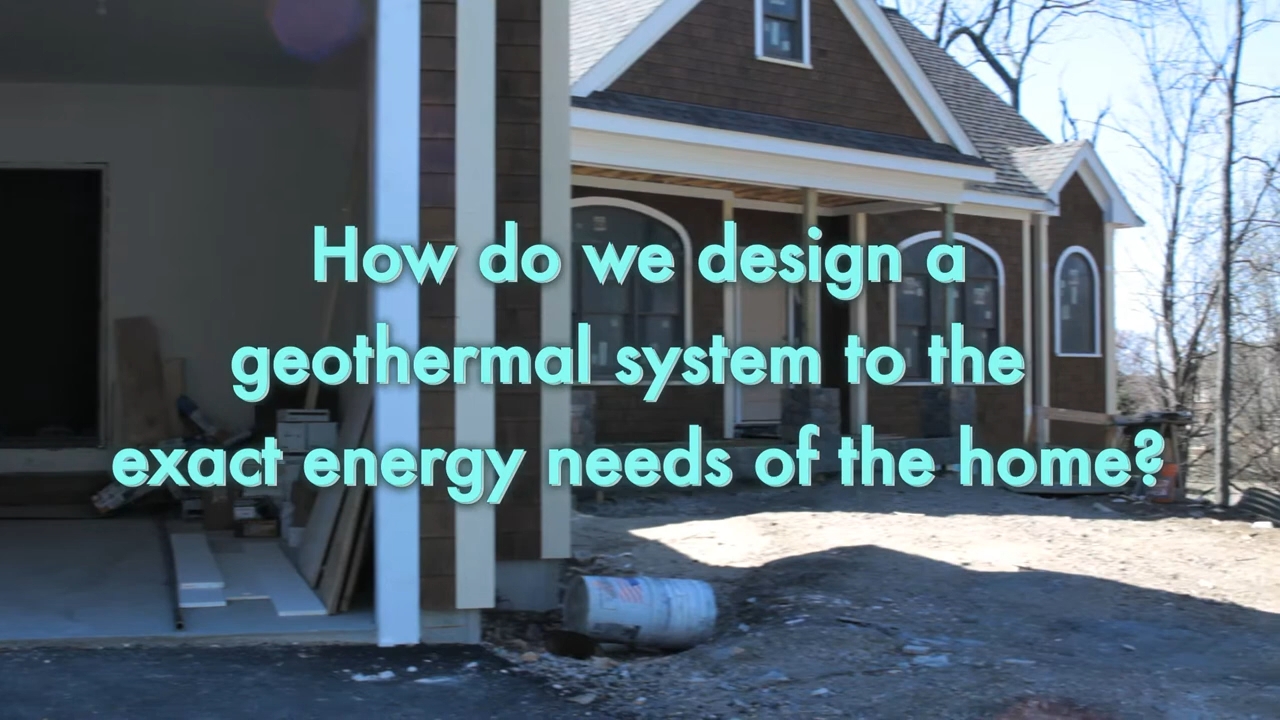 How do we design a
geothermal system to the
exact energy needs of the home?